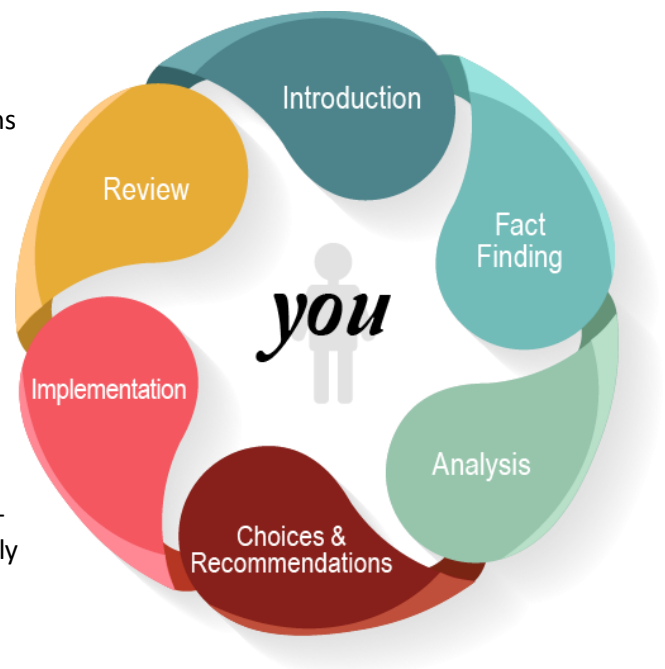 Introduction
Fact
Finding
Analysis
Choices &
Recommendations
Implementation
Review
you